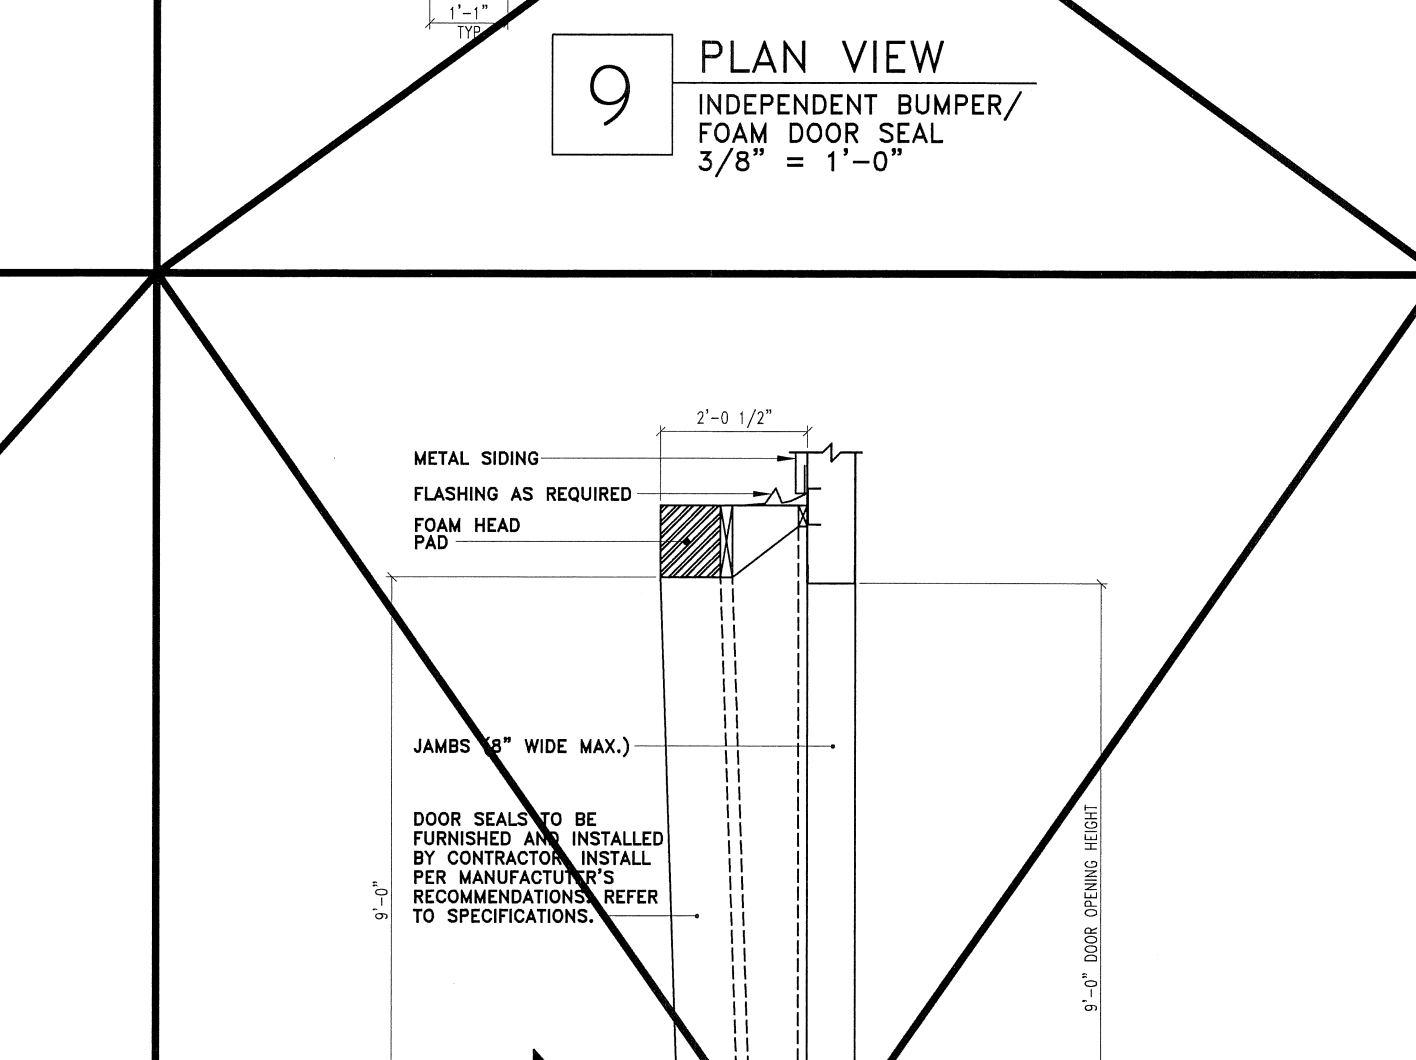 1'-1"
TYP.
9
PLAN VIEW
INDEPENDENT BUMPER/
FOAM DOOR SEAL
3/8" = 1'-0"
2'-0 1/2"
METAL SIDING
FLASHING AS REQUIRED
FOAM HEAD
PAD
JAMBS (8" WIDE MAX.)
DOOR SEALS TO BE
FURNISHED AND INSTALLED
BY CONTRACTOR. INSTALL
PER MANUFACTUTER'S
RECOMMENDATIONS. REFER
TO SPECIFICATIONS.
9'-0"
9'-0" DOOR OPENING HEIGHT